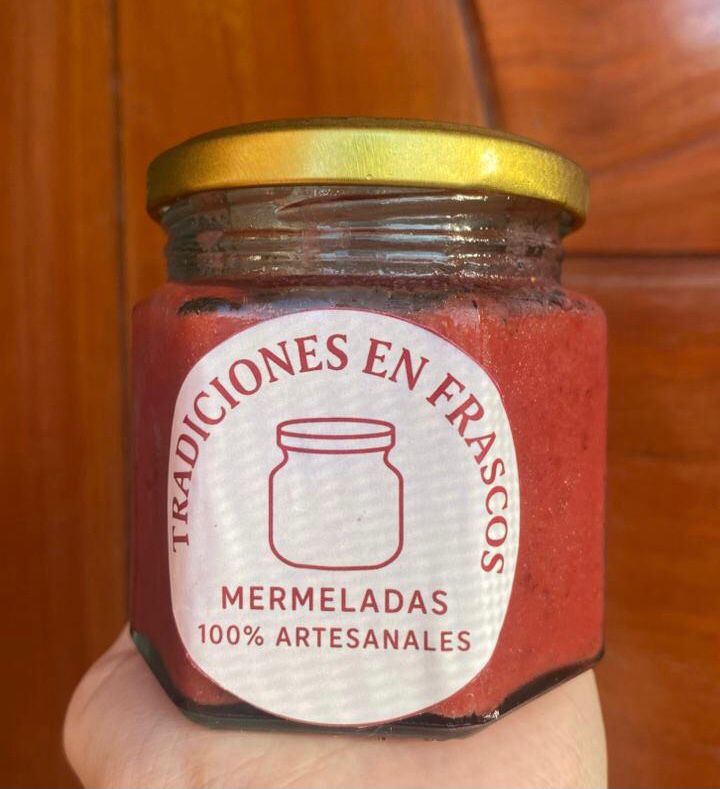 TRADICIONES EN FRASCOS
MERMELADAS
100% ARTESANALES